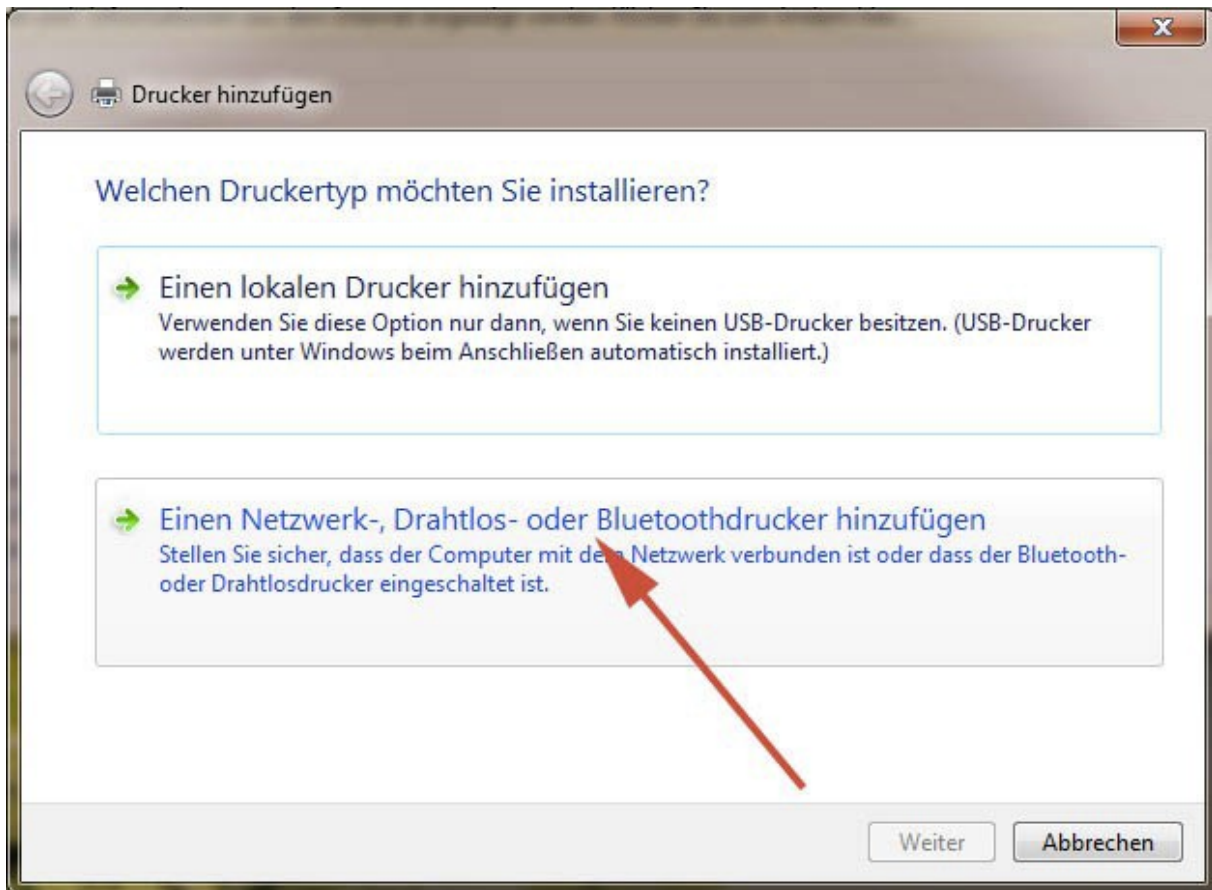 Drucker hinzufügen
Welchen Druckertyp möchten Sie installieren?
Einen lokalen Drucker hinzufügen
Verwenden Sie diese Option nur dann, wenn Sie keinen USB-Drucker besitzen. (USB-Drucker
werden unter Windows beim Anschließen automatisch installiert.)
Einen Netzwerk-, Drahtlos- oder Bluetoothdrucker hinzufügen
Stellen Sie sicher, dass der Computer mit dem Netzwerk verbunden ist oder dass der Bluetooth-
oder Drahtlosdrucker eingeschaltet ist.
Weiter
Abbrechen